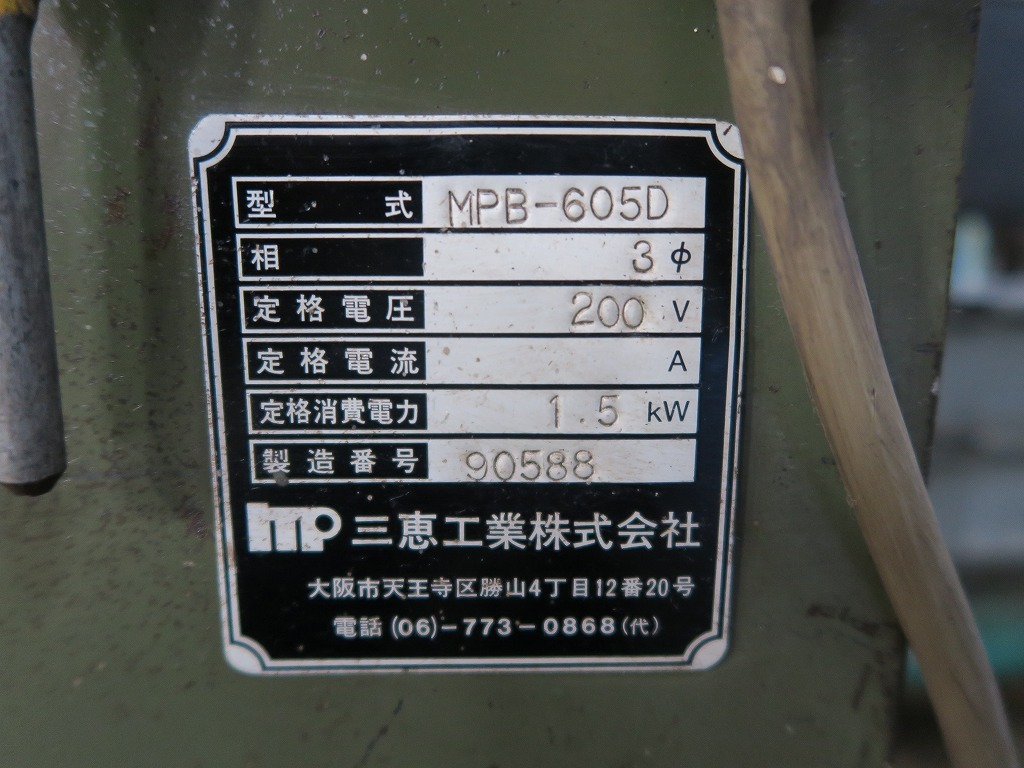 型式 MPB-605D
相 3 φ
定格電圧 200 V
定格電流 A
定格消費電力 1.5 kW
製造番号 90588
mp 三恵工業株式会社
大阪市天王寺区勝山4丁目12番20号
電話(06)-773-0868(代)